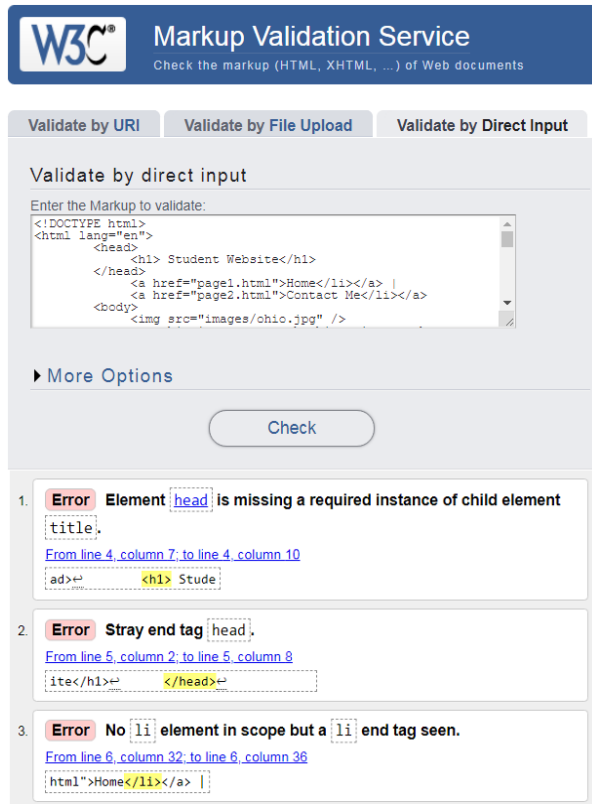 W3C® Markup Validation Service
Check the markup (HTML, XHTML, ...) of Web documents
Validate by URI Validate by File Upload Validate by Direct Input
Validate by direct input
Enter the Markup to validate:
<!DOCTYPE html>
<html lang="en">
<head>
<h1> Student Website</h1>
</head>
<a href="page1.html">Home</li></a> |
<a href="page2.html">Contact Me</li></a>
<body>
<img src="images/ohio.jpg" />
More Options
Check
1. Error Element head is missing a required instance of child element
title.
From line 4, column 7; to line 4, column 10
ad>↩ <h1> Stude
2. Error Stray end tag head.
From line 5, column 2; to line 5, column 8
ite</h1>↩ </head>↩
3. Error No li element in scope but a li end tag seen.
From line 6, column 32; to line 6, column 36
html">Home</li></a> |